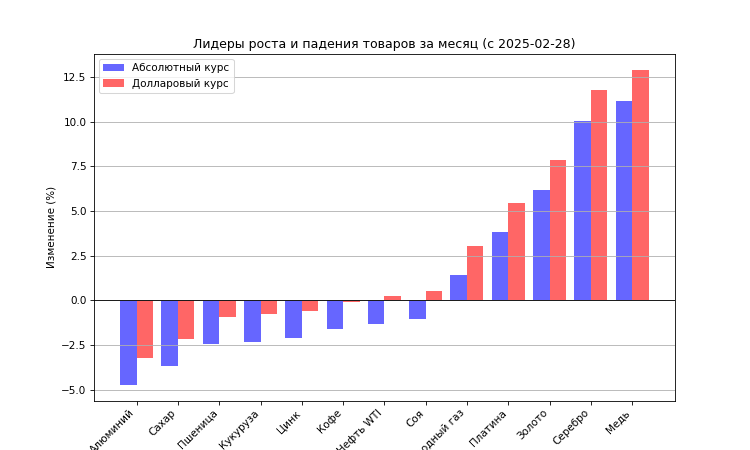 Лидеры роста и падения товаров за месяц (с 2025-02-28)
Абсолютный курс
Долларовый курс
Изменение (%)
12.5
10.0
7.5
5.0
2.5
0.0
−2.5
−5.0
Алюминий
Сахар
Пшеница
Кукуруза
Цинк
Кофе
Нефть WTI
Соя
одный газ
Платина
Золото
Серебро
Медь